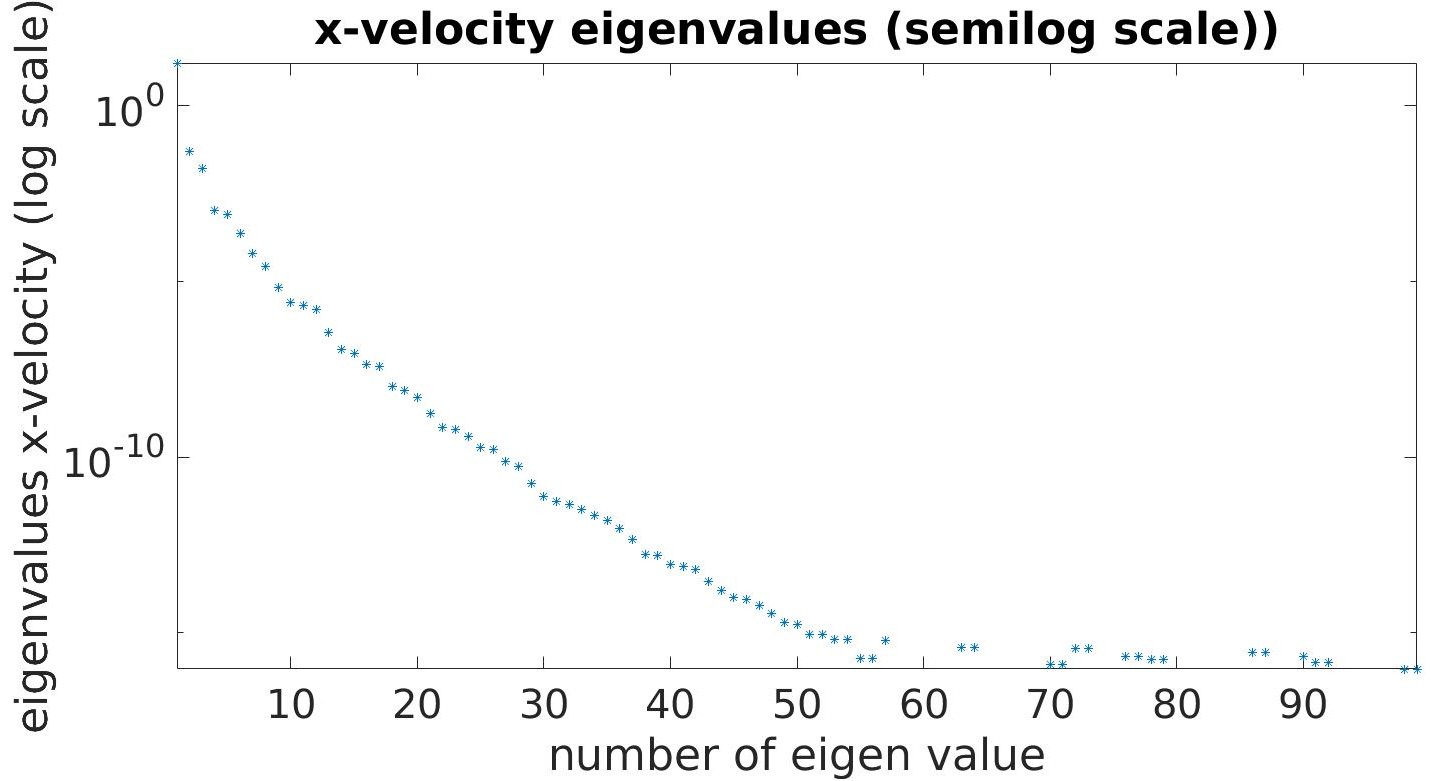 x-velocity eigenvalues (semilog scale))
eigenvalues x-velocity (log scale)
10^0
10^-10
10 20 30 40 50 60 70 80 90
number of eigen value